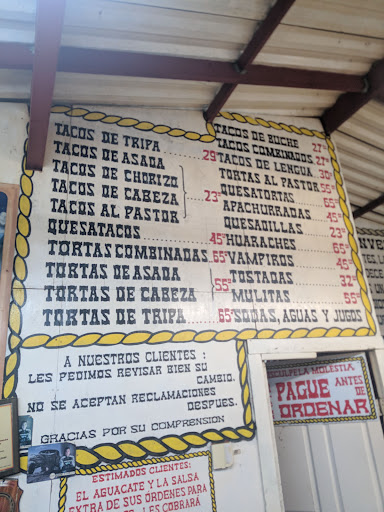 TACOS DE TRIPA
TACOS DE ASADA 29
TACOS DE CHORIZO
TACOS DE CABEZA 23
TACOS AL PASTOR
QUESATACOS 45
TORTAS COMBINADAS 65
TORTAS DE ASADA
TORTAS DE CABEZA 55
TORTAS DE TRIPA 65
TACOS DE BUCHE 27
TACOS COMBINADOS 27
TACOS DE LENGUA 30
TORTAS AL PASTOR 55
QUESATORTAS 65
APACHURRADAS 45
QUESADILLAS 23
HUARACHES 65
VAMPIROS 45
TOSTADAS 32
MULITAS 55
SODAS, AGUAS Y JUGOS
A NUESTROS CLIENTES :
LES PEDIMOS REVISAR BIEN SU
CAMBIO.
NO SE ACEPTAN RECLAMACIONES
DESPUES.
GRACIAS POR SU COMPRENSIÓN
ESTIMADOS CLIENTES:
EL AGUACATE Y LA SALSA
EXTRA DE SUS ÓRDENES PARA
LES COBRARÁ
DISCULPE LA MOLESTIA
PAGUE ANTES
DE
ORDENAR